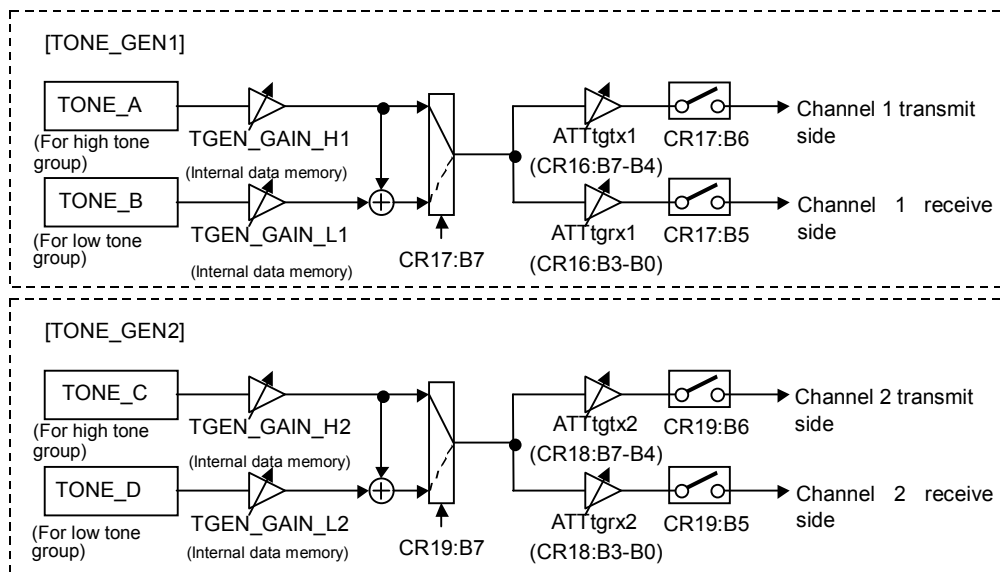 [TONE_GEN1]
TONE_A
(For high tone
group)
TGEN_GAIN_H1
(Internal data memory)
TONE_B
(For low tone
group)
TGEN_GAIN_L1
(Internal data memory)
CR17:B7
ATTtgtx1
(CR16:B7-B4)
CR17:B6
Channel 1 transmit
side
ATTtgrx1
(CR16:B3-B0)
CR17:B5
Channel 1 receive
side
[TONE_GEN2]
TONE_C
(For high tone
group)
TGEN_GAIN_H2
(Internal data memory)
TONE_D
(For low tone
group)
TGEN_GAIN_L2
(Internal data memory)
CR19:B7
ATTtgtx2
(CR18:B7-B4)
CR19:B6
Channel 2 transmit
side
ATTtgrx2
(CR18:B3-B0)
CR19:B5
Channel 2 receive
side